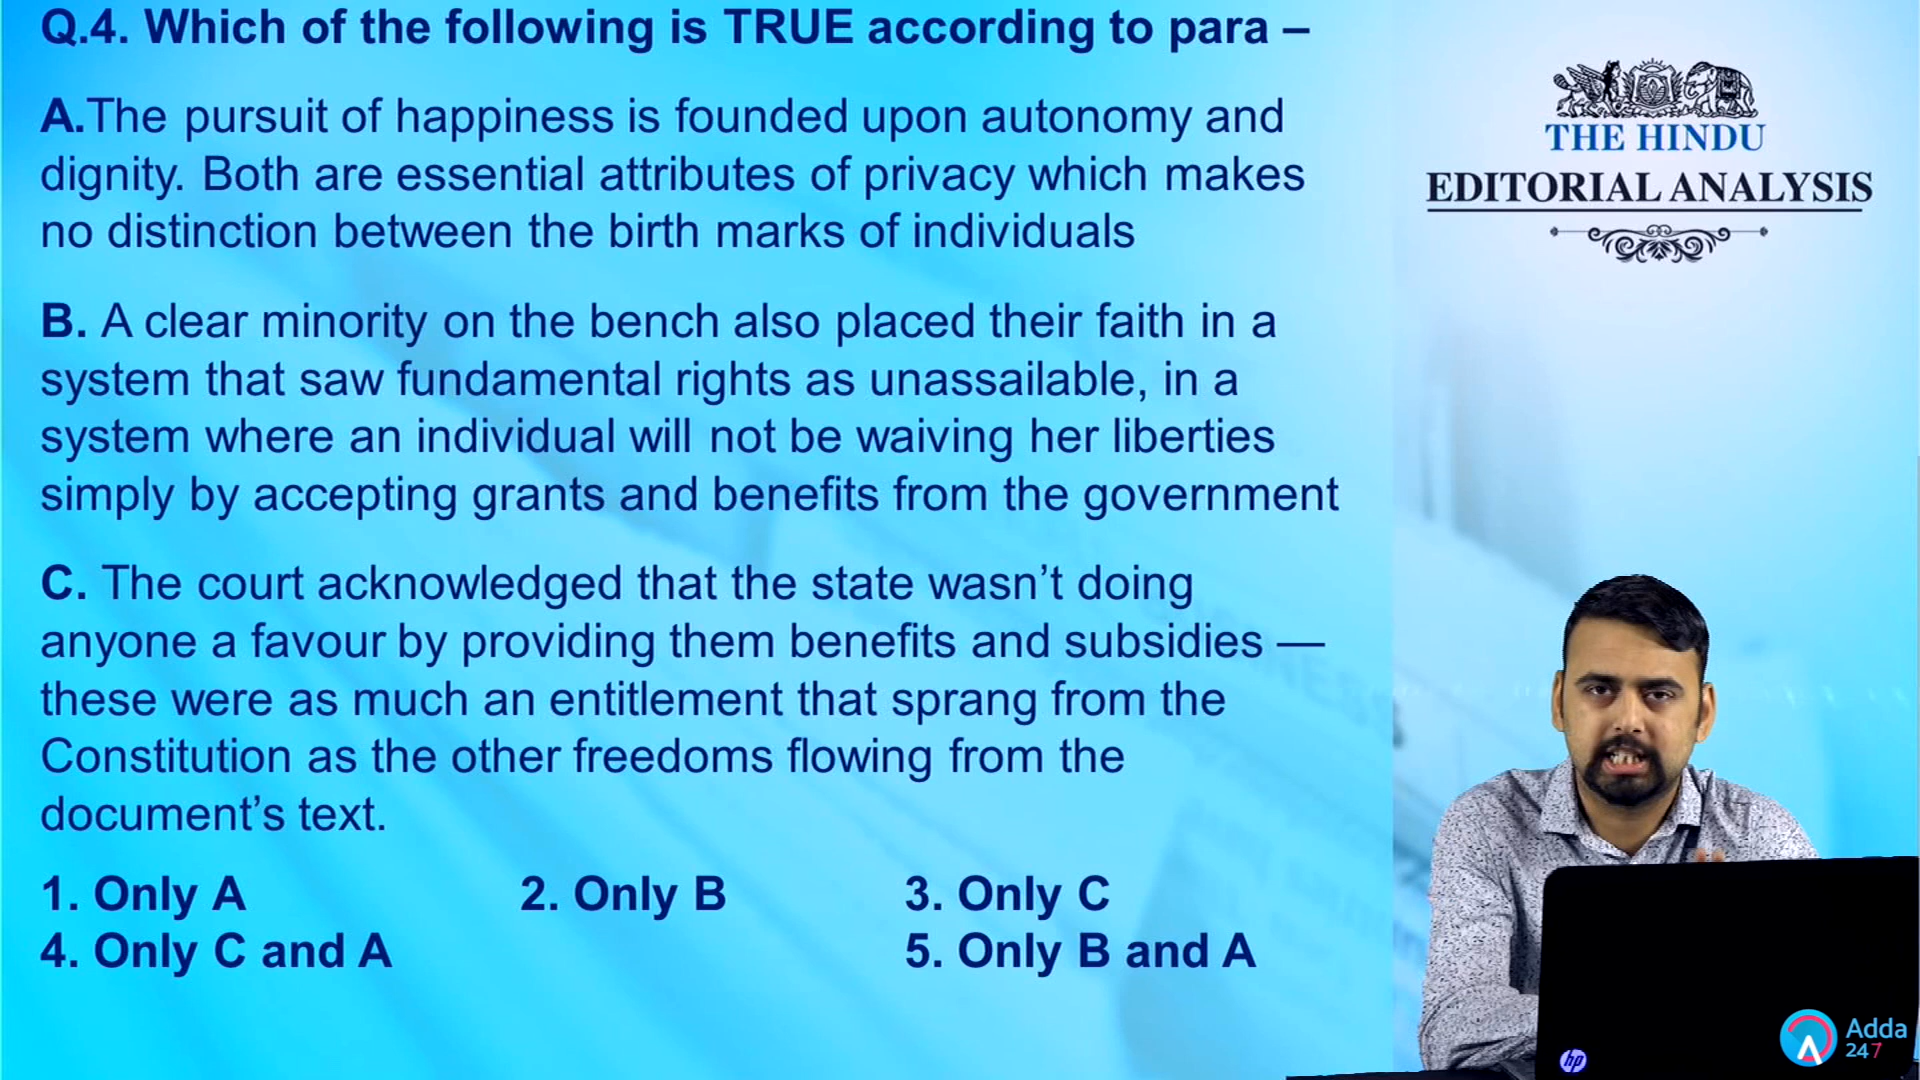 Q.4. Which of the following is TRUE according to para –
A.The pursuit of happiness is founded upon autonomy and
dignity. Both are essential attributes of privacy which makes
no distinction between the birth marks of individuals
B. A clear minority on the bench also placed their faith in a
system that saw fundamental rights as unassailable, in a
system where an individual will not be waiving her liberties
simply by accepting grants and benefits from the government
C. The court acknowledged that the state wasn’t doing
anyone a favour by providing them benefits and subsidies —
these were as much an entitlement that sprang from the
Constitution as the other freedoms flowing from the
document’s text.
1. Only A 2. Only B 3. Only C
4. Only C and A 5. Only B and A
THE HINDU
EDITORIAL ANALYSIS
hp
Adda
247